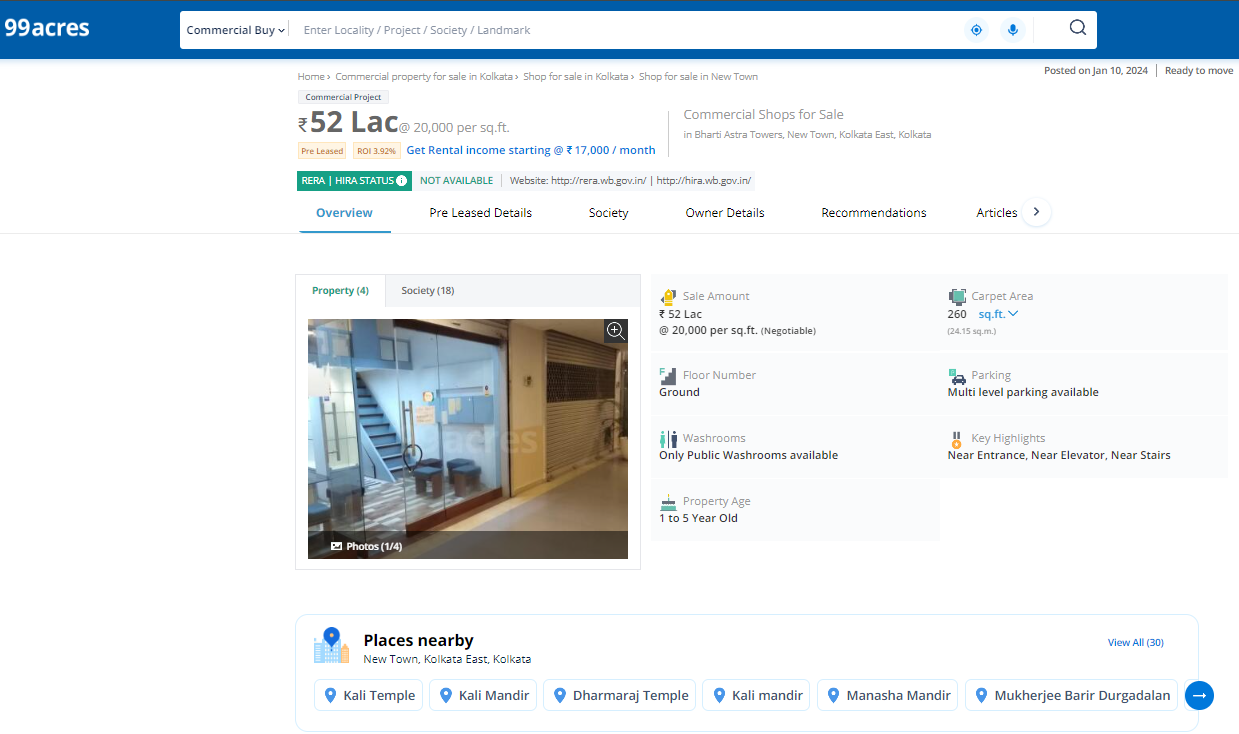 99acres
Commercial Buy
Enter Locality / Project / Society / Landmark
Home › Commercial property for sale in Kolkata › Shop for sale in Kolkata › Shop for sale in New Town
Posted on Jan 10, 2024 | Ready to move
Commercial Project
₹ 52 Lac @ 20,000 per sq.ft.
Commercial Shops for Sale
in Bharti Astra Towers, New Town, Kolkata East, Kolkata
Pre Leased ROI 3.92% Get Rental income starting @ ₹ 17,000 / month
RERA | HIRA STATUS NOT AVAILABLE Website: http://rera.wb.gov.in/ | http://hira.wb.gov.in/
Overview Pre Leased Details Society Owner Details Recommendations Articles
Property (4) Society (18)
99acres
Photos (1/4)
Sale Amount
₹ 52 Lac
@ 20,000 per sq.ft. (Negotiable)
Carpet Area
260 sq.ft.
(24.15 sq.m.)
Floor Number
Ground
Parking
Multi level parking available
Washrooms
Only Public Washrooms available
Key Highlights
Near Entrance, Near Elevator, Near Stairs
Property Age
1 to 5 Year Old
Places nearby
New Town, Kolkata East, Kolkata
View All (30)
Kali Temple Kali Mandir Dharmaraj Temple Kali mandir Manasha Mandir Mukherjee Barir Durgadalan